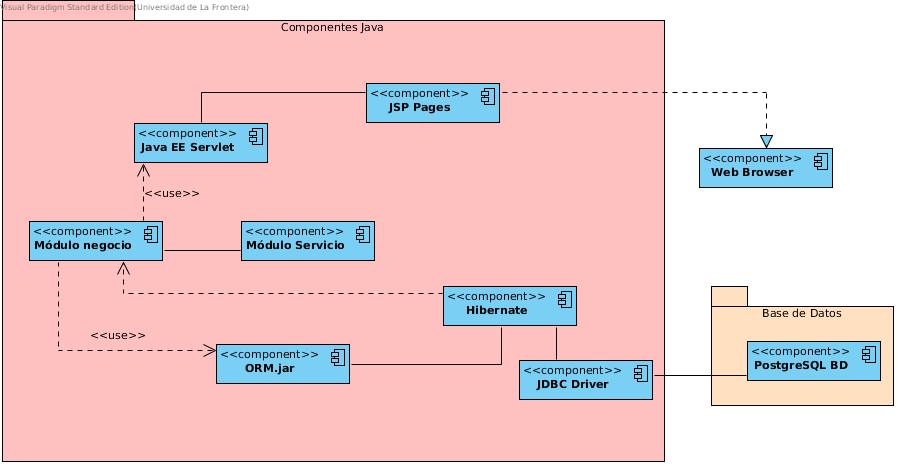 Visual Paradigm Standard Edition(Universidad de La Frontera)
Componentes Java
<<component>>
JSP Pages
<<component>>
Java EE Servlet
<<component>>
Web Browser
<<use>>
<<component>>
Módulo negocio
<<component>>
Módulo Servicio
<<component>>
Hibernate
Base de Datos
<<use>>
<<component>>
ORM.jar
<<component>>
JDBC Driver
<<component>>
PostgreSQL BD